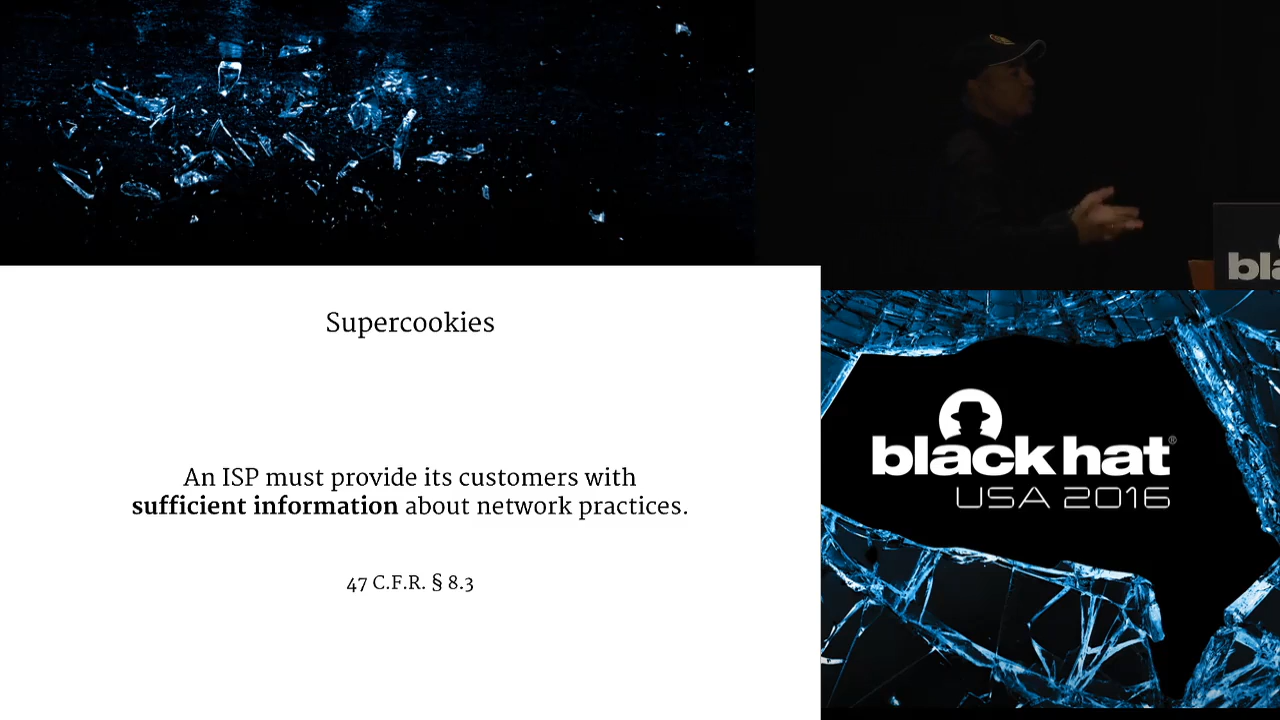 bla
Supercookies
An ISP must provide its customers with
sufficient information about network practices.
47 C.F.R. § 8.3
black hat®
USA 2016